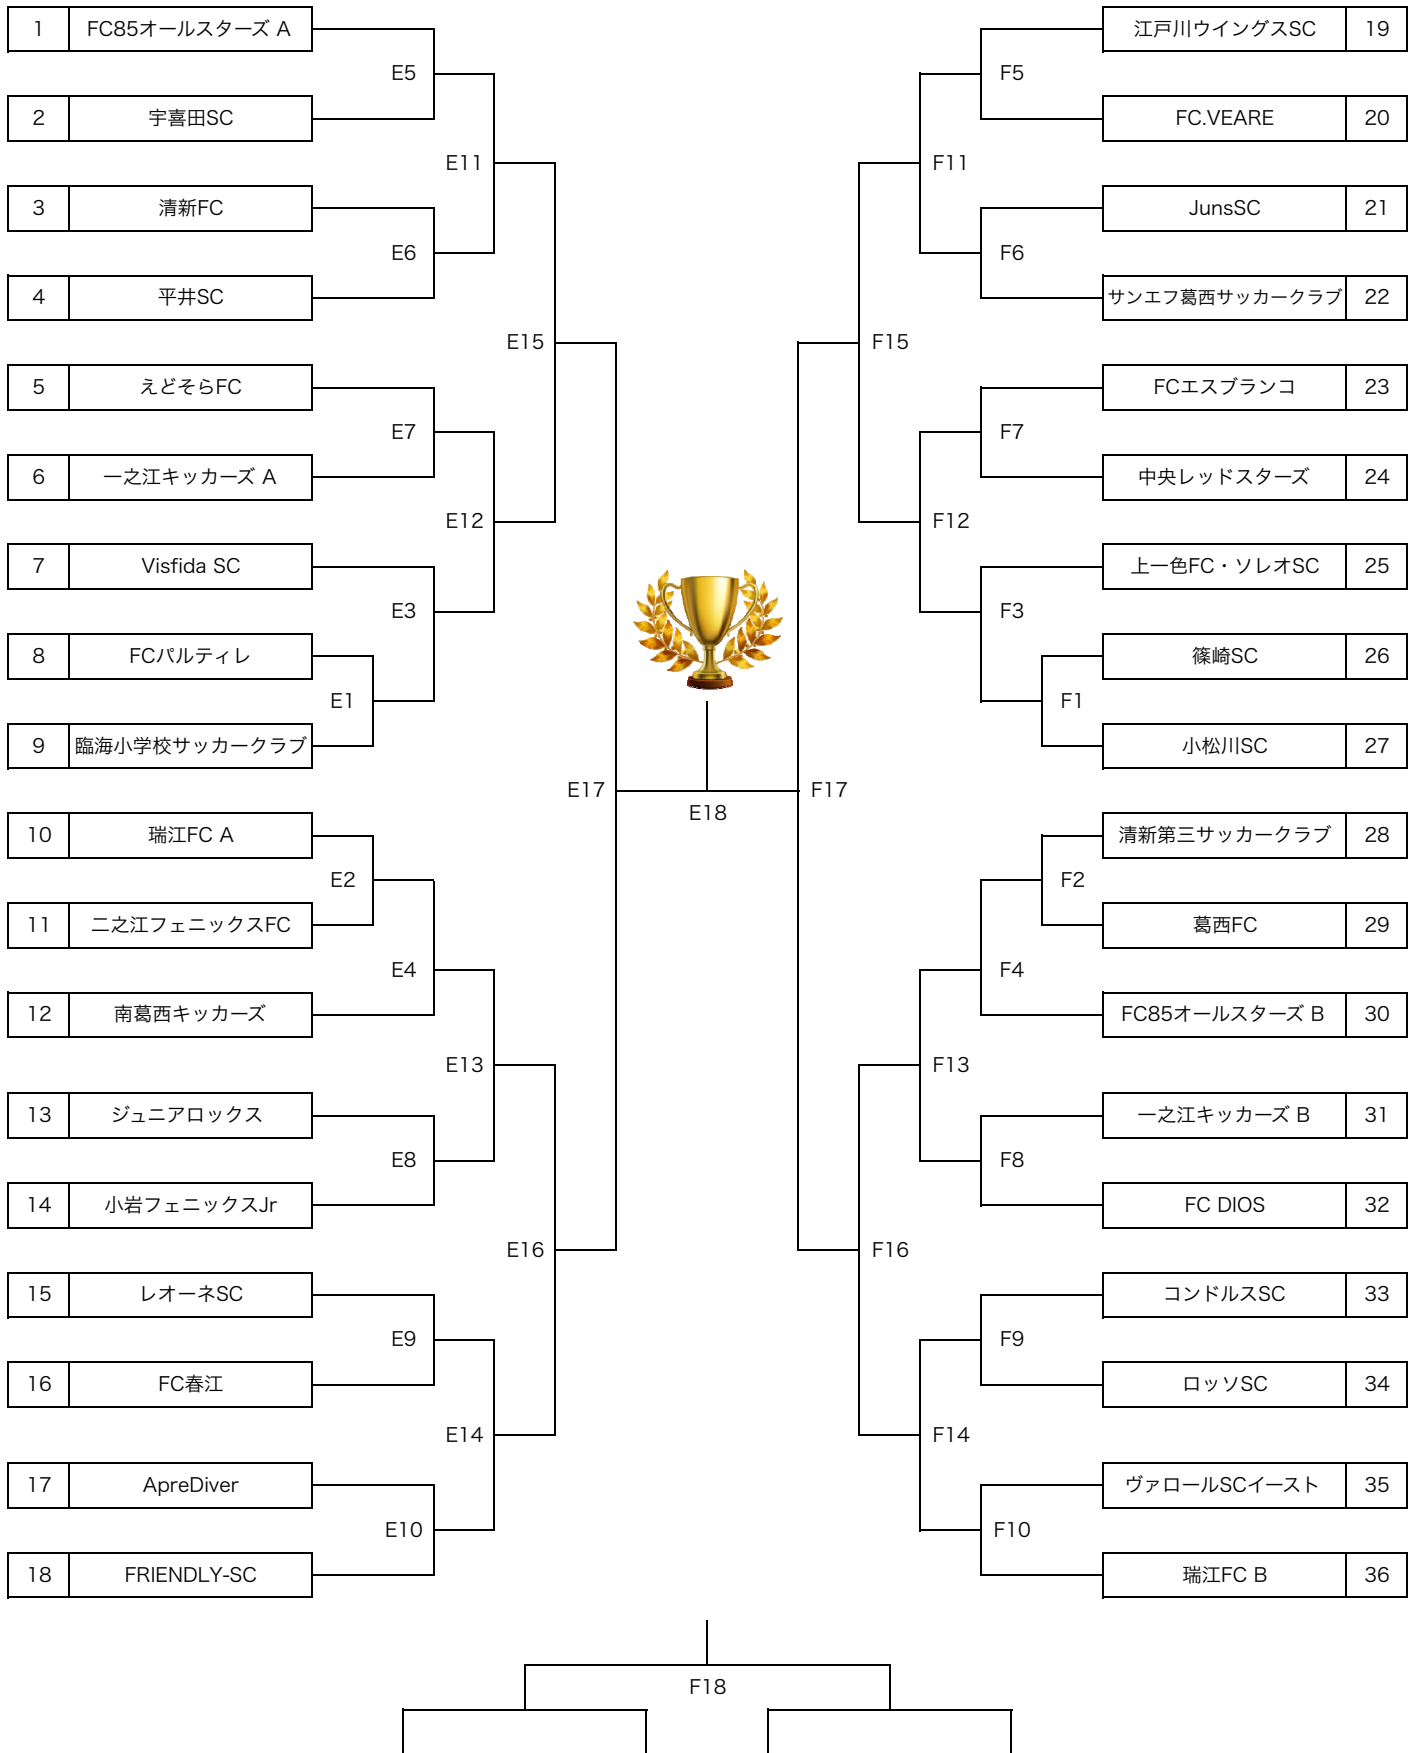 1 FC85オールスターズ A
2 宇喜田SC
3 清新FC
4 平井SC
5 えどそらFC
6 一之江キッカーズ A
7 Visfida SC
8 FCパルティレ
9 臨海小学校サッカークラブ
10 瑞江FC A
11 二之江フェニックスFC
12 南葛西キッカーズ
13 ジュニアロックス
14 小岩フェニックスJr
15 レオーネSC
16 FC春江
17 ApreDiver
18 FRIENDLY-SC
E5
E11
E6
E15
E7
E12
E3
E1
E17
E2
E4
E13
E8
E16
E9
E14
E10
E18
F5
F11
F6
F15
F7
F12
F3
F1
F17
F2
F4
F13
F8
F16
F9
F14
F10
江戸川ウイングスSC 19
FC.VEARE 20
JunsSC 21
サンエフ葛西サッカークラブ 22
FCエスブランコ 23
中央レッドスターズ 24
上一色FC・ソレオSC 25
篠崎SC 26
小松川SC 27
清新第三サッカークラブ 28
葛西FC 29
FC85オールスターズ B 30
一之江キッカーズ B 31
FC DIOS 32
コンドルスSC 33
ロッソSC 34
ヴァロールSCイースト 35
瑞江FC B 36
F18